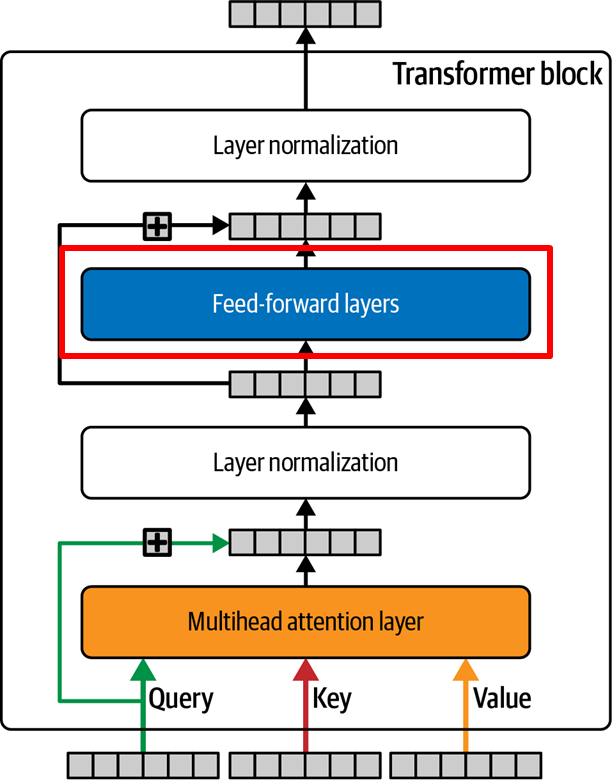 Transformer block
Layer normalization
+
Feed-forward layers
Layer normalization
+
Multihead attention layer
Query
Key
Value